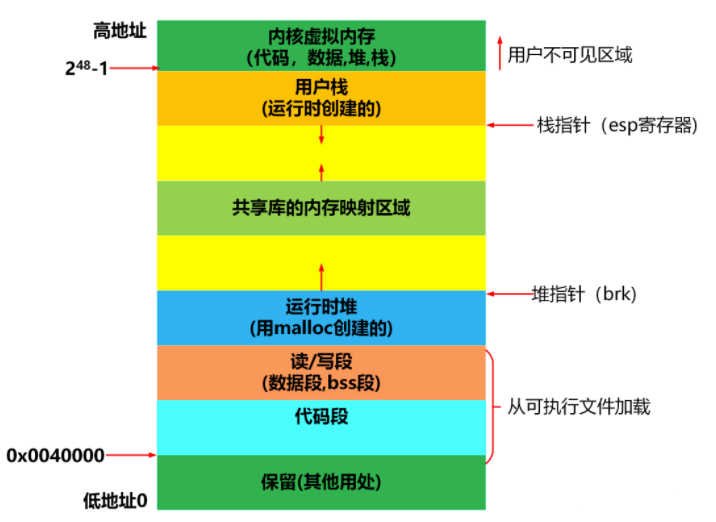 高地址
内核虚拟内存
(代码，数据,堆,栈)
用户不可见区域
2⁴⁸-1
用户栈
(运行时创建的)
栈指针（esp寄存器)
共享库的内存映射区域
堆指针（brk)
运行时堆
(用malloc创建的)
读/写段
(数据段,bss段)
从可执行文件加载
代码段
0x0040000
保留(其他用处)
低地址0